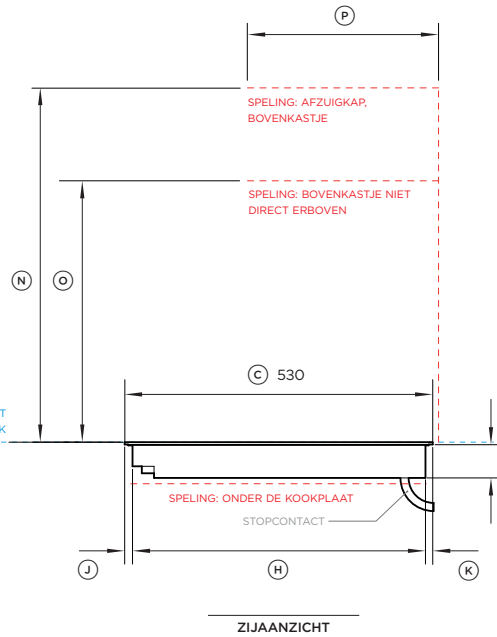 P
SPELING: AFZUIGKAP,
BOVENKASTJE
SPELING: BOVENKASTJE NIET
DIRECT ERBOVEN
N
O
C 530
T
K
SPELING: ONDER DE KOOKPLAAT
STOPCONTACT
J
H
K
ZIJAANZICHT